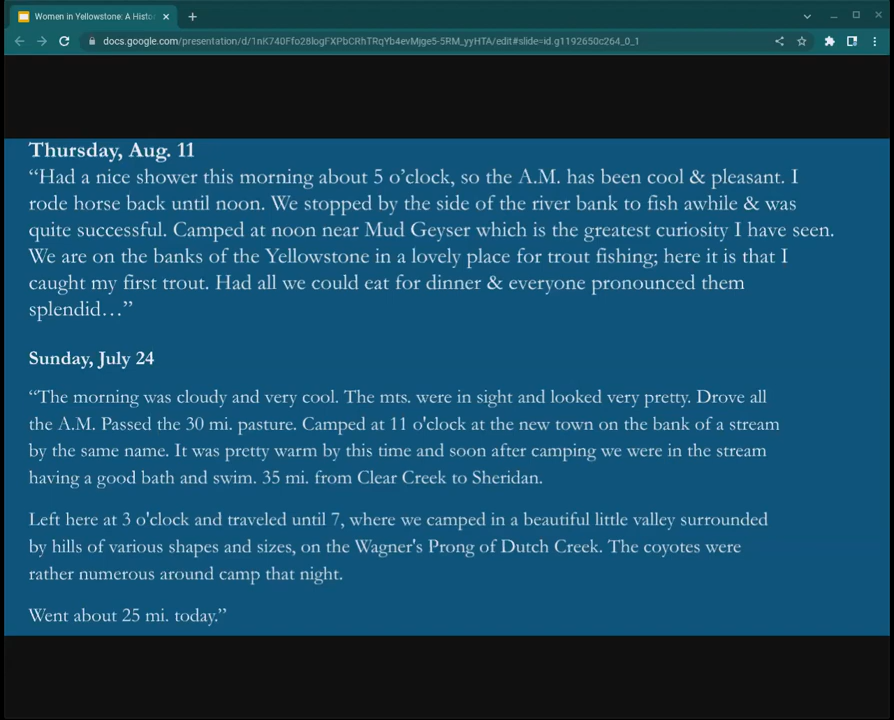 Women in Yellowstone: A Histo
docs.google.com/presentation/d/1nK740Ffo28logFXPbCRhTRqYb4evMjge5-5RM_yyHTA/edit#slide=id.g1192650c264_0_1
Thursday, Aug. 11
“Had a nice shower this morning about 5 o’clock, so the A.M. has been cool & pleasant. I
rode horse back until noon. We stopped by the side of the river bank to fish awhile & was
quite successful. Camped at noon near Mud Geyser which is the greatest curiosity I have seen.
We are on the banks of the Yellowstone in a lovely place for trout fishing; here it is that I
caught my first trout. Had all we could eat for dinner & everyone pronounced them
splendid…”
Sunday, July 24
“The morning was cloudy and very cool. The mts. were in sight and looked very pretty. Drove all
the A.M. Passed the 30 mi. pasture. Camped at 11 o'clock at the new town on the bank of a stream
by the same name. It was pretty warm by this time and soon after camping we were in the stream
having a good bath and swim. 35 mi. from Clear Creek to Sheridan.
Left here at 3 o'clock and traveled until 7, where we camped in a beautiful little valley surrounded
by hills of various shapes and sizes, on the Wagner's Prong of Dutch Creek. The coyotes were
rather numerous around camp that night.
Went about 25 mi. today.”